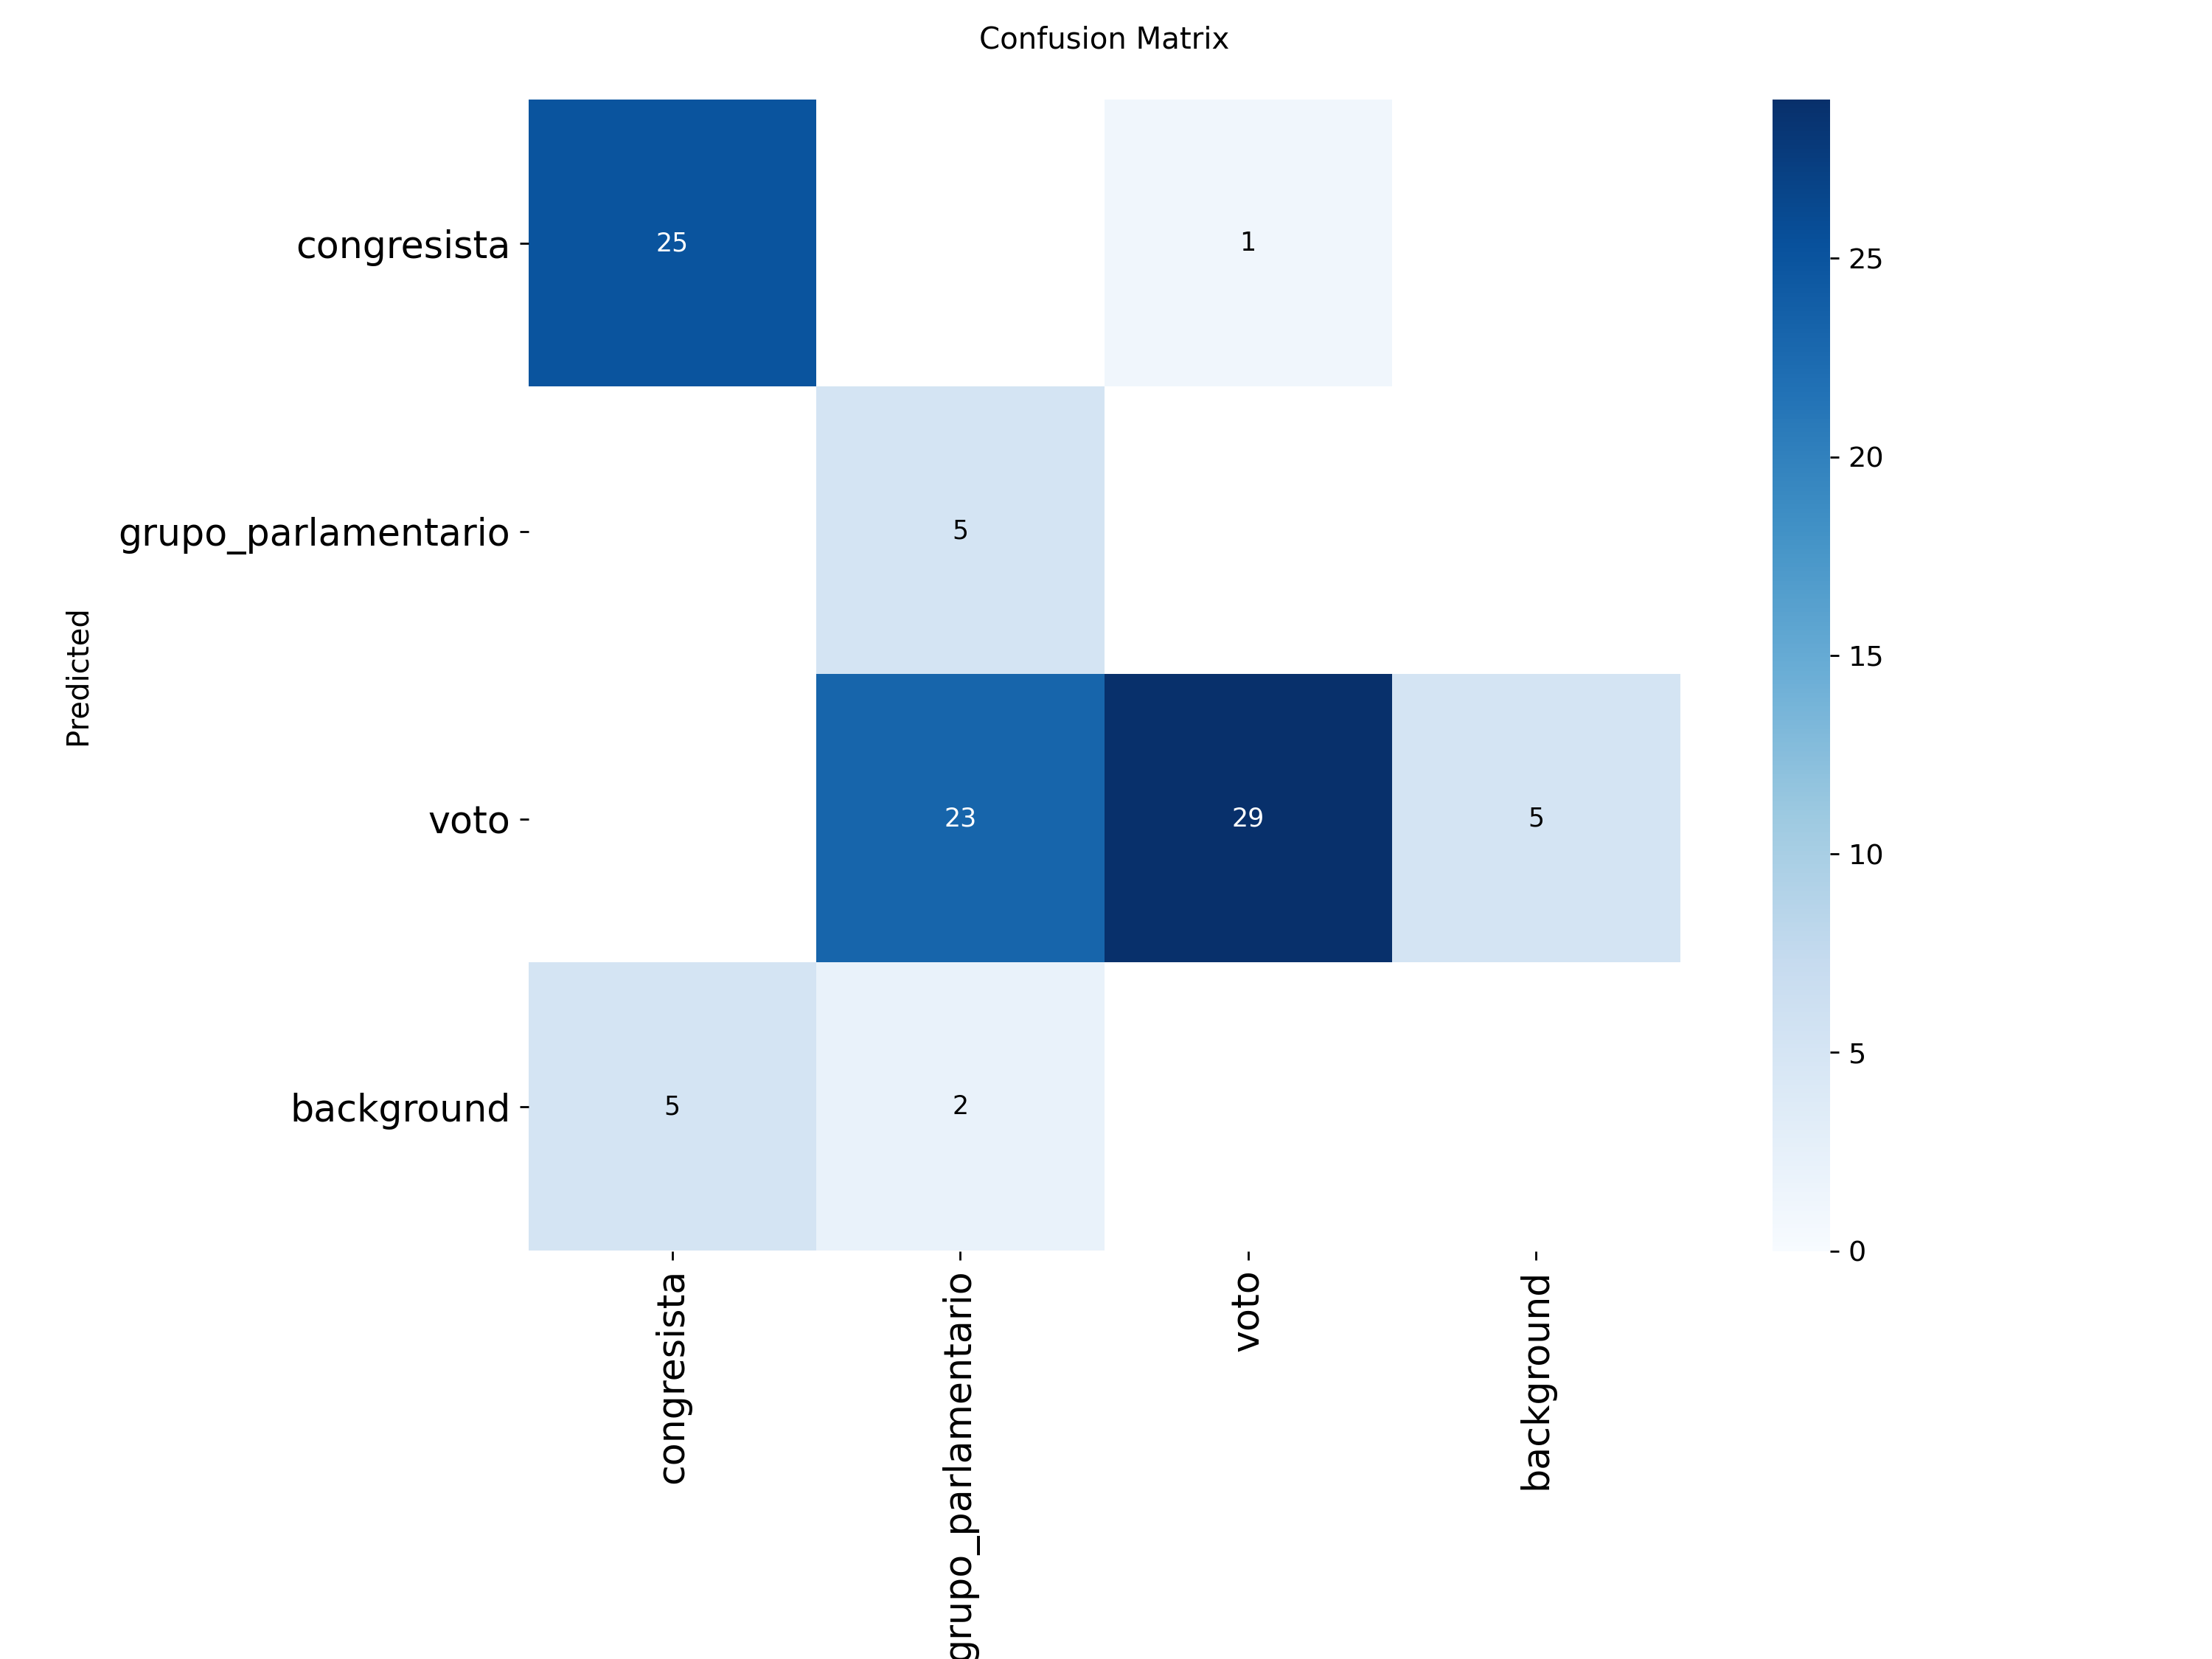 Confusion Matrix
Predicted
congresista
25
1
grupo_parlamentario
5
voto
23
29
5
background
5
2
congresista
grupo_parlamentario
voto
background
25
20
15
10
5
0